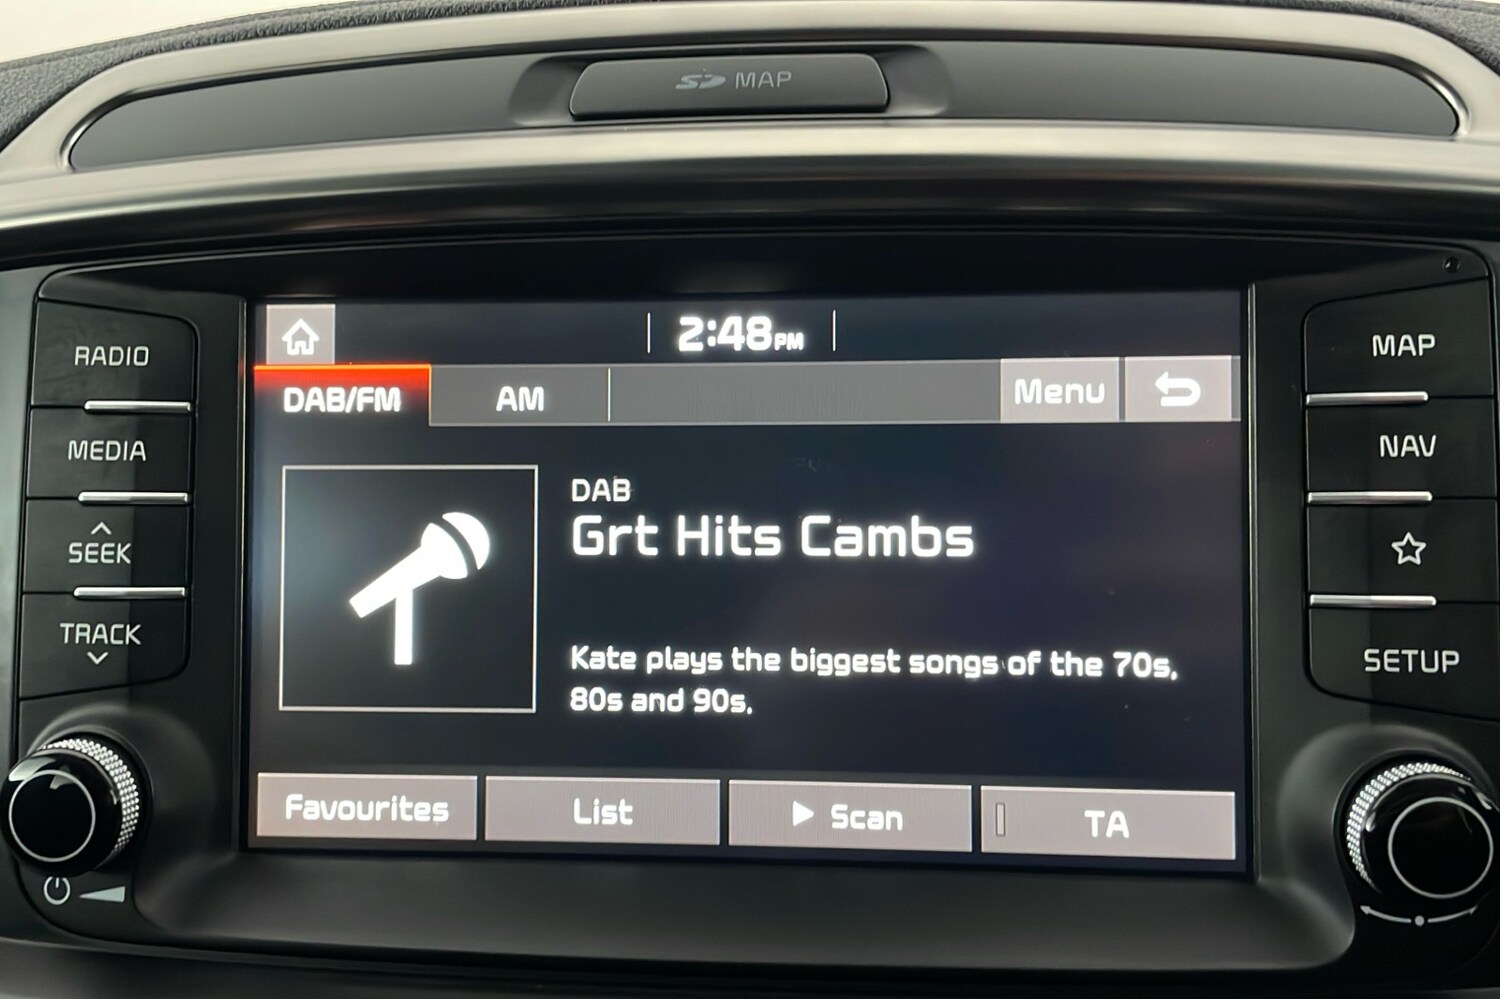 SD MAP
RADIO
MEDIA
SEEK
TRACK
2:48PM
DAB/FM
AM
Menu
DAB
Grt Hits Cambs
Kate plays the biggest songs of the 70s,
80s and 90s.
Favourites
List
Scan
TA
MAP
NAV
SETUP